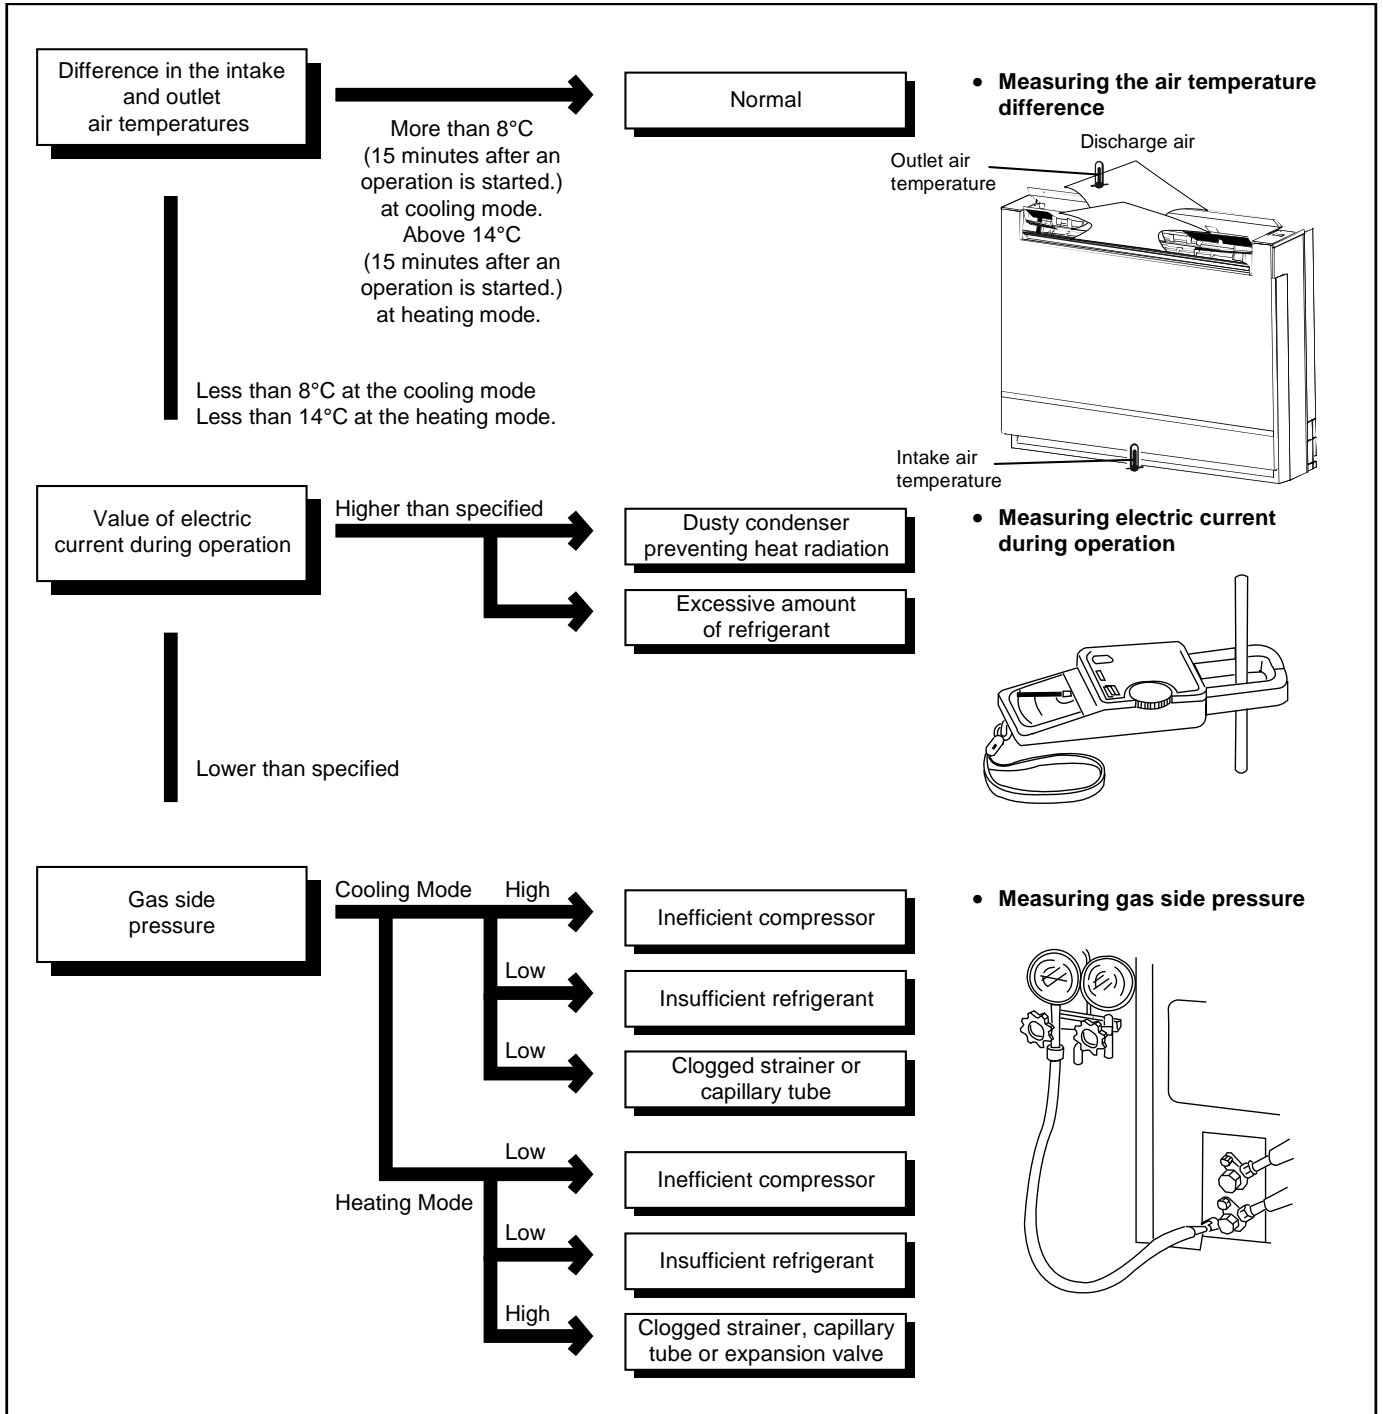 Difference in the intake
and outlet
air temperatures
More than 8°C
(15 minutes after an
operation is started.)
at cooling mode.
Above 14°C
(15 minutes after an
operation is started.)
at heating mode.
Normal
• Measuring the air temperature
difference
Discharge air
Outlet air
temperature
Intake air
temperature
Less than 8°C at the cooling mode
Less than 14°C at the heating mode.
Value of electric
current during operation
Higher than specified
Dusty condenser
preventing heat radiation
Excessive amount
of refrigerant
• Measuring electric current
during operation
Lower than specified
Gas side
pressure
Cooling Mode
High
Inefficient compressor
Low
Insufficient refrigerant
Low
Clogged strainer or
capillary tube
Heating Mode
Low
Inefficient compressor
Low
Insufficient refrigerant
High
Clogged strainer, capillary
tube or expansion valve
• Measuring gas side pressure